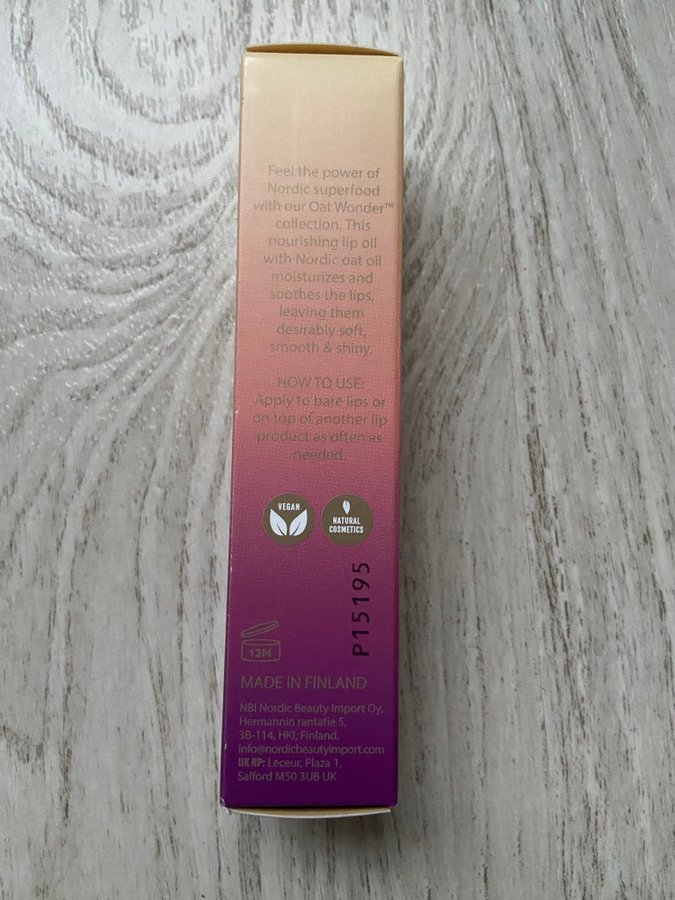 Feel the power of
Nordic superfood
with our Oat Wonder™
collection. This
nourishing lip oil
with Nordic oat oil
moisturizes and
soothes the lips,
leaving them
desirably soft,
smooth & shiny.
HOW TO USE:
Apply to bare lips or
on top of another lip
product as often as
needed.
VEGAN
NATURAL
COSMETICS
P15195
12M
MADE IN FINLAND
NBI Nordic Beauty Import Oy,
Hermannin rantatie 5,
3B-114, HKI, Finland,
info@nordicbeautyimport.com
UK RP: Leceur, Plaza 1,
Salford M50 3UB UK